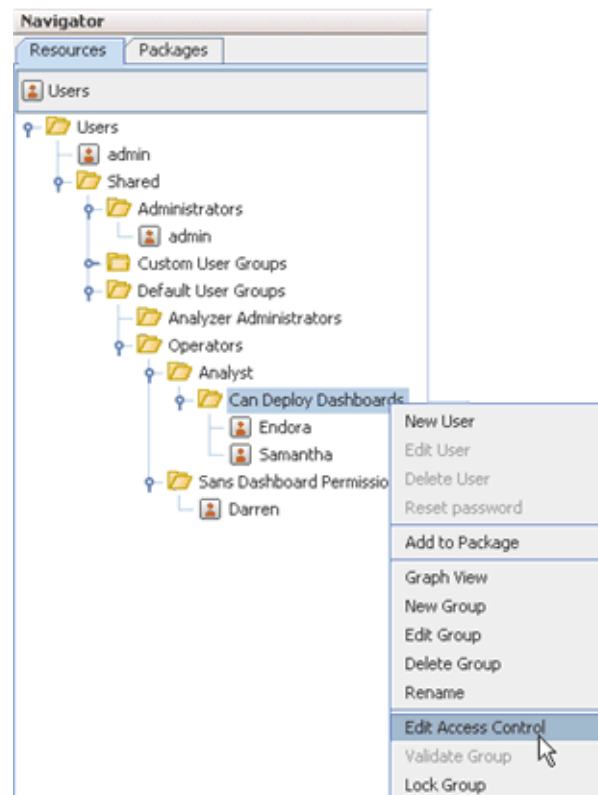 Navigator
Resources Packages
Users
Users
admin
Shared
Administrators
admin
Custom User Groups
Default User Groups
Analyzer Administrators
Operators
Analyst
Can Deploy Dashboards
Endora
Samantha
Sans Dashboard Permissio
Darren
New User
Edit User
Delete User
Reset password
Add to Package
Graph View
New Group
Edit Group
Delete Group
Rename
Edit Access Control
Validate Group
Lock Group